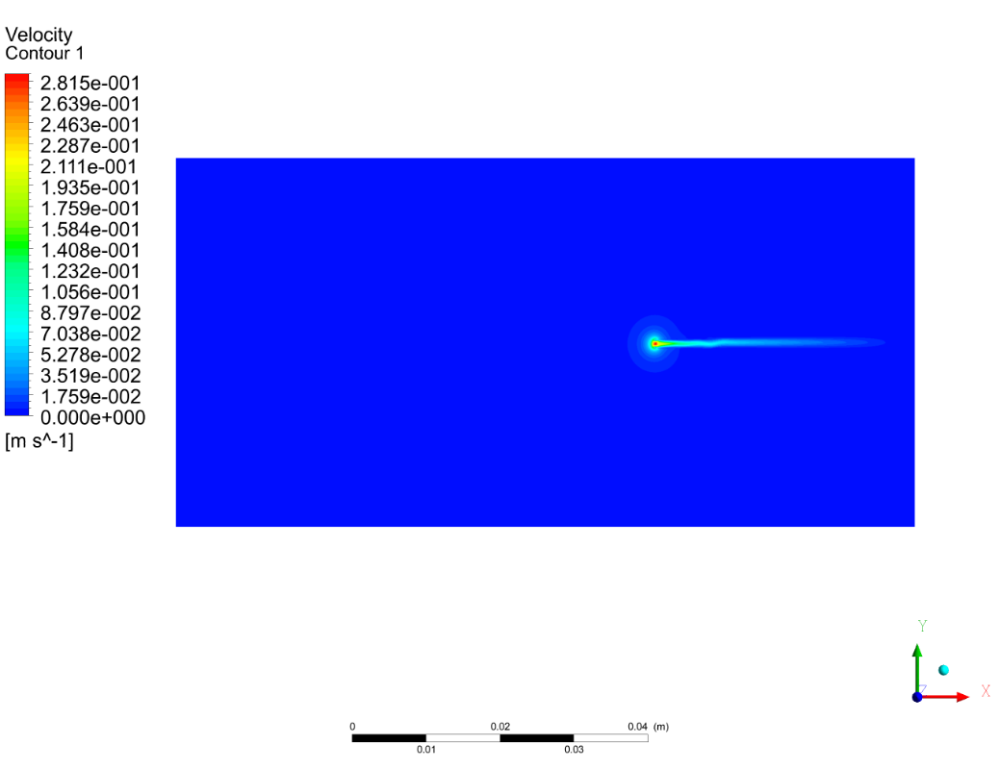 Velocity
Contour 1
2.815e-001
2.639e-001
2.463e-001
2.287e-001
2.111e-001
1.935e-001
1.759e-001
1.584e-001
1.408e-001
1.232e-001
1.056e-001
8.797e-002
7.038e-002
5.278e-002
3.519e-002
1.759e-002
0.000e+000
[m s^-1]
Y
Z
X
0 0.02 0.04 (m)
0.01 0.03